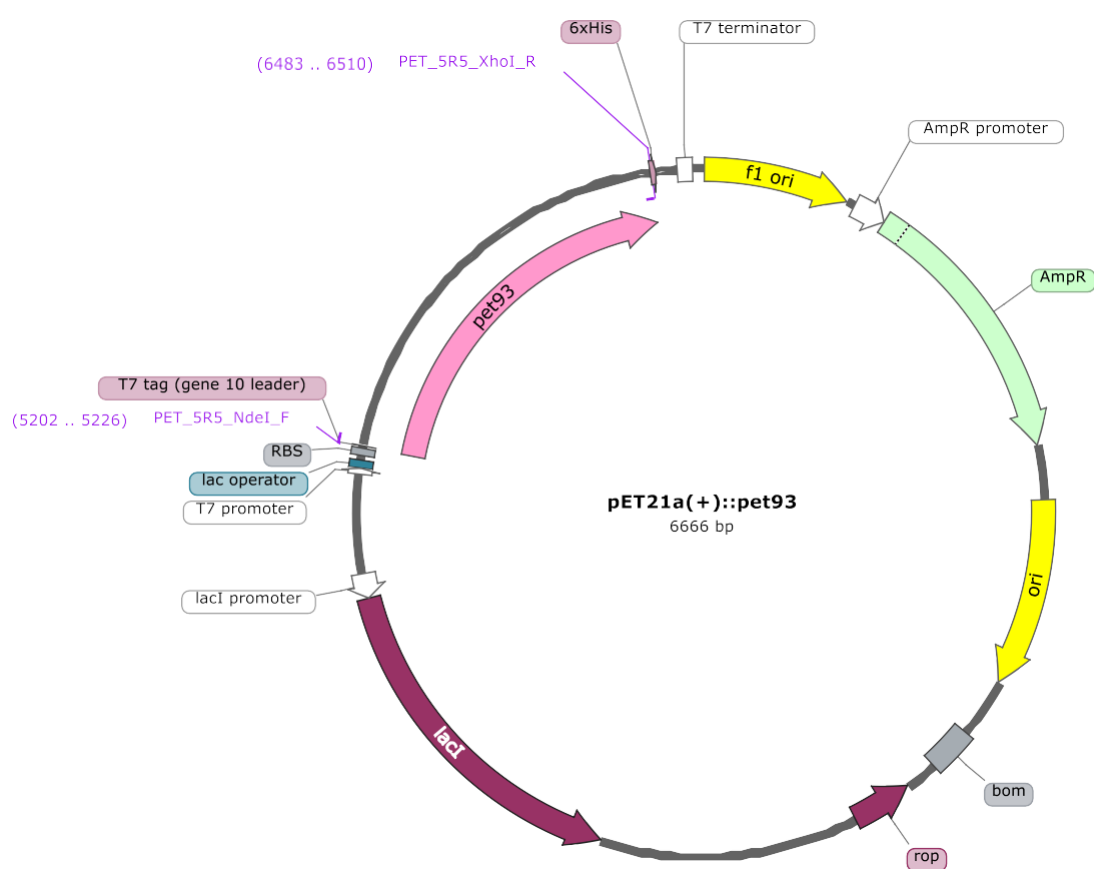 6xHis
T7 terminator
(6483 .. 6510) PET_5R5_XhoI_R
AmpR promoter
f1 ori
AmpR
pet93
T7 tag (gene 10 leader)
(5202 .. 5226) PET_5R5_NdeI_F
RBS
lac operator
T7 promoter
pET21a(+)::pet93
6666 bp
ori
lacI promoter
lacI
bom
rop